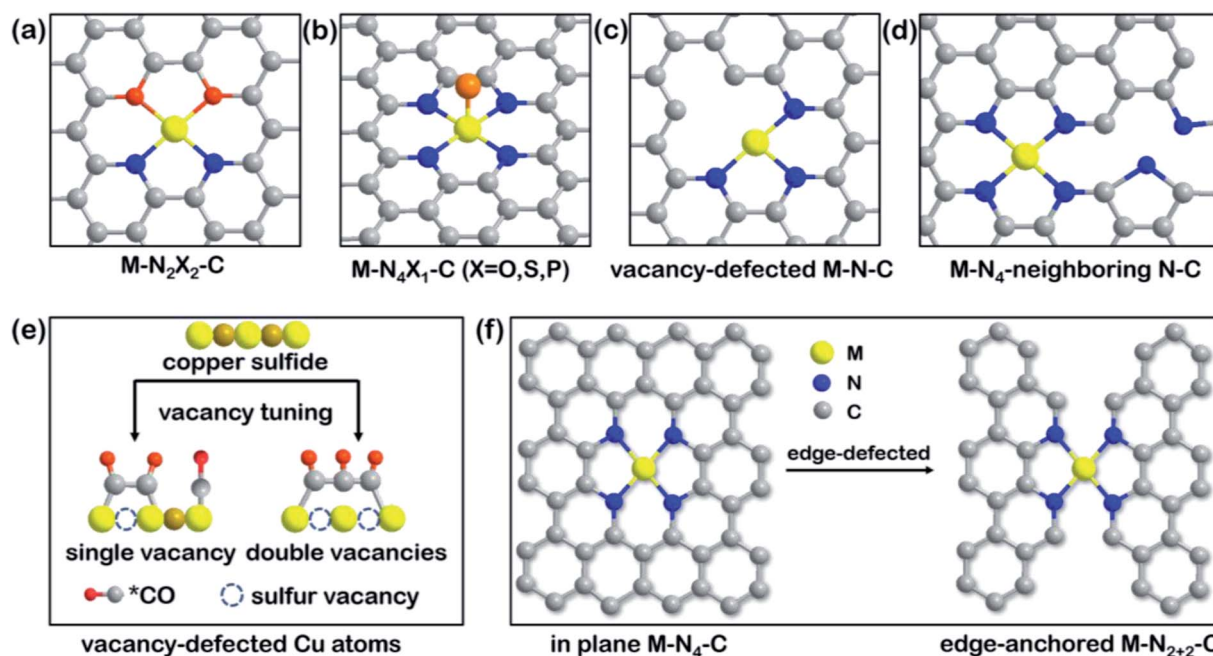 (a)
M-N₂X₂-C
(b)
M-N₄X₁-C (X=O,S,P)
(c)
vacancy-defected M-N-C
(d)
M-N₄-neighboring N-C
(e)
copper sulfide
vacancy tuning
single vacancy
double vacancies
*CO
sulfur vacancy
vacancy-defected Cu atoms
(f)
M
N
C
edge-defected
in plane M-N₄-C
edge-anchored M-N₂₊₂-C